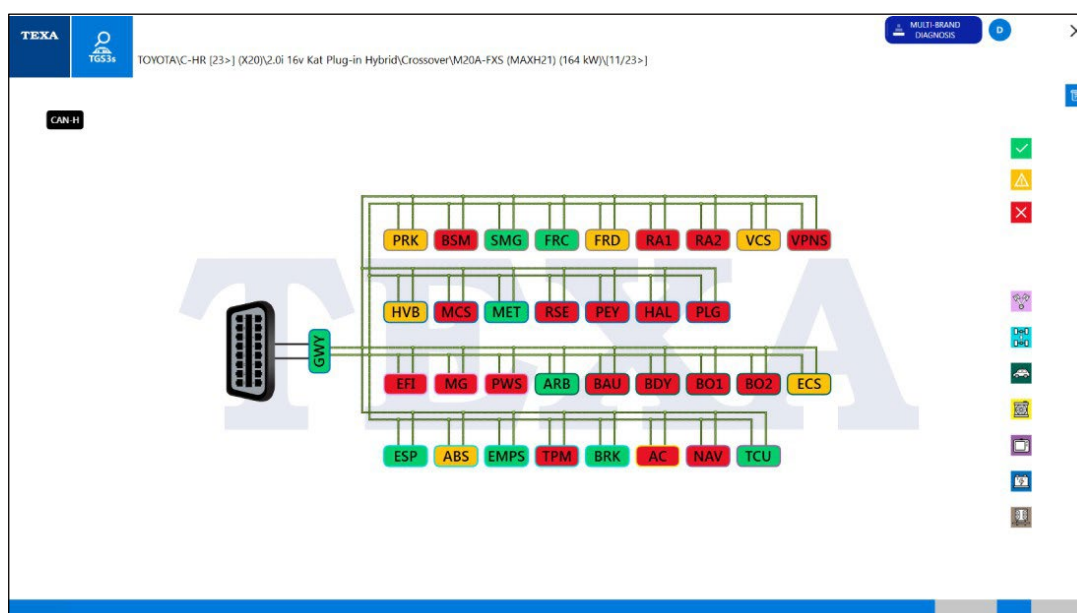 TEXA
TGS3s
MULTI-BRAND
DIAGNOSIS
D
TOYOTA\C-HR [23>] (X20)\2.0i 16v Kat Plug-in Hybrid\Crossover\M20A-FXS (MAXH21) (164 kW)\[11/23>]
CAN-H
PRK BSM SMG FRC FRD RA1 RA2 VCS VPNS
HVB MCS MET RSE PEY HAL PLG
GWY
EFI MG PWS ARB BAU BDY BO1 BO2 ECS
ESP ABS EMPS TPM BRK AC NAV TCU
TEXA